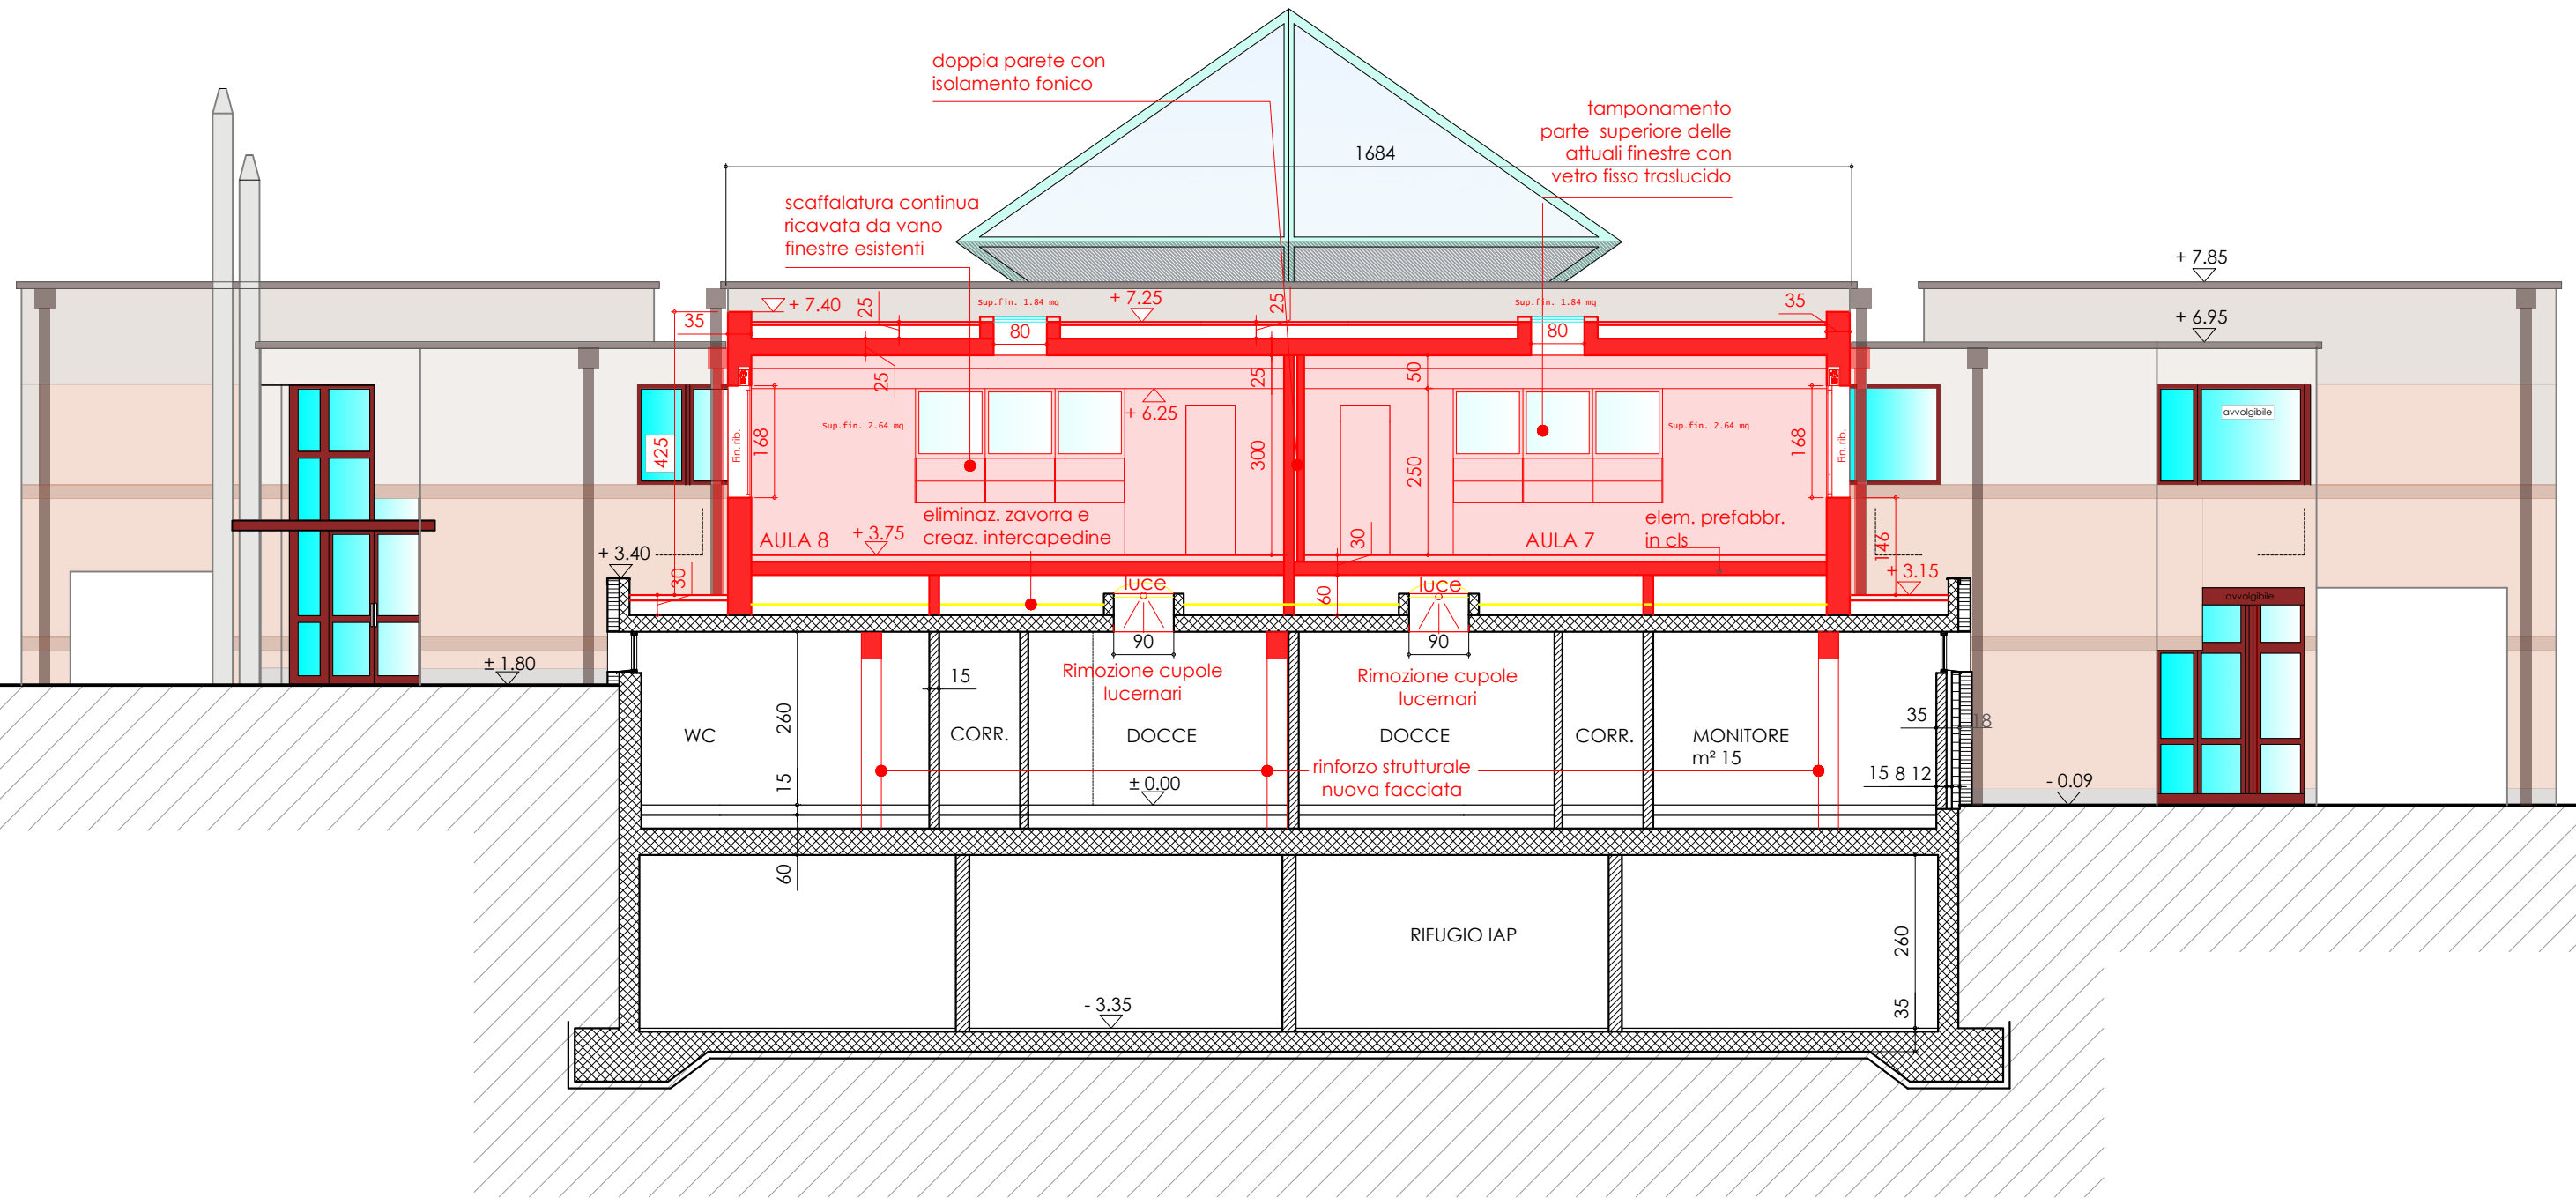 doppia parete con
isolamento fonico
tamponamento
parte superiore delle
attuali finestre con
vetro fisso traslucido
1684
scaffalatura continua
ricavata da vano
finestre esistenti
+ 7.85
+ 7.40
25
Sup.fin. 1.84 mq
+ 7.25
25
Sup.fin. 1.84 mq
35
35
80
80
+ 6.95
25
25
50
+ 6.25
avvolgibile
Sup.fin. 2.64 mq
Sup.fin. 2.64 mq
425
Fin. rib.
168
300
250
168
Fin. rib.
eliminaz. zavorra e
creaz. intercapedine
elem. prefabbr.
in cls
AULA 8
+ 3.75
30
AULA 7
146
+ 3.40
30
luce
luce
60
+ 3.15
avvolgibile
90
90
± 1.80
15
Rimozione cupole
lucernari
Rimozione cupole
lucernari
260
35
18
WC
CORR.
DOCCE
DOCCE
CORR.
MONITORE
m² 15
15
± 0.00
rinforzo strutturale
nuova facciata
15 8 12
- 0.09
60
RIFUGIO IAP
260
- 3.35
35